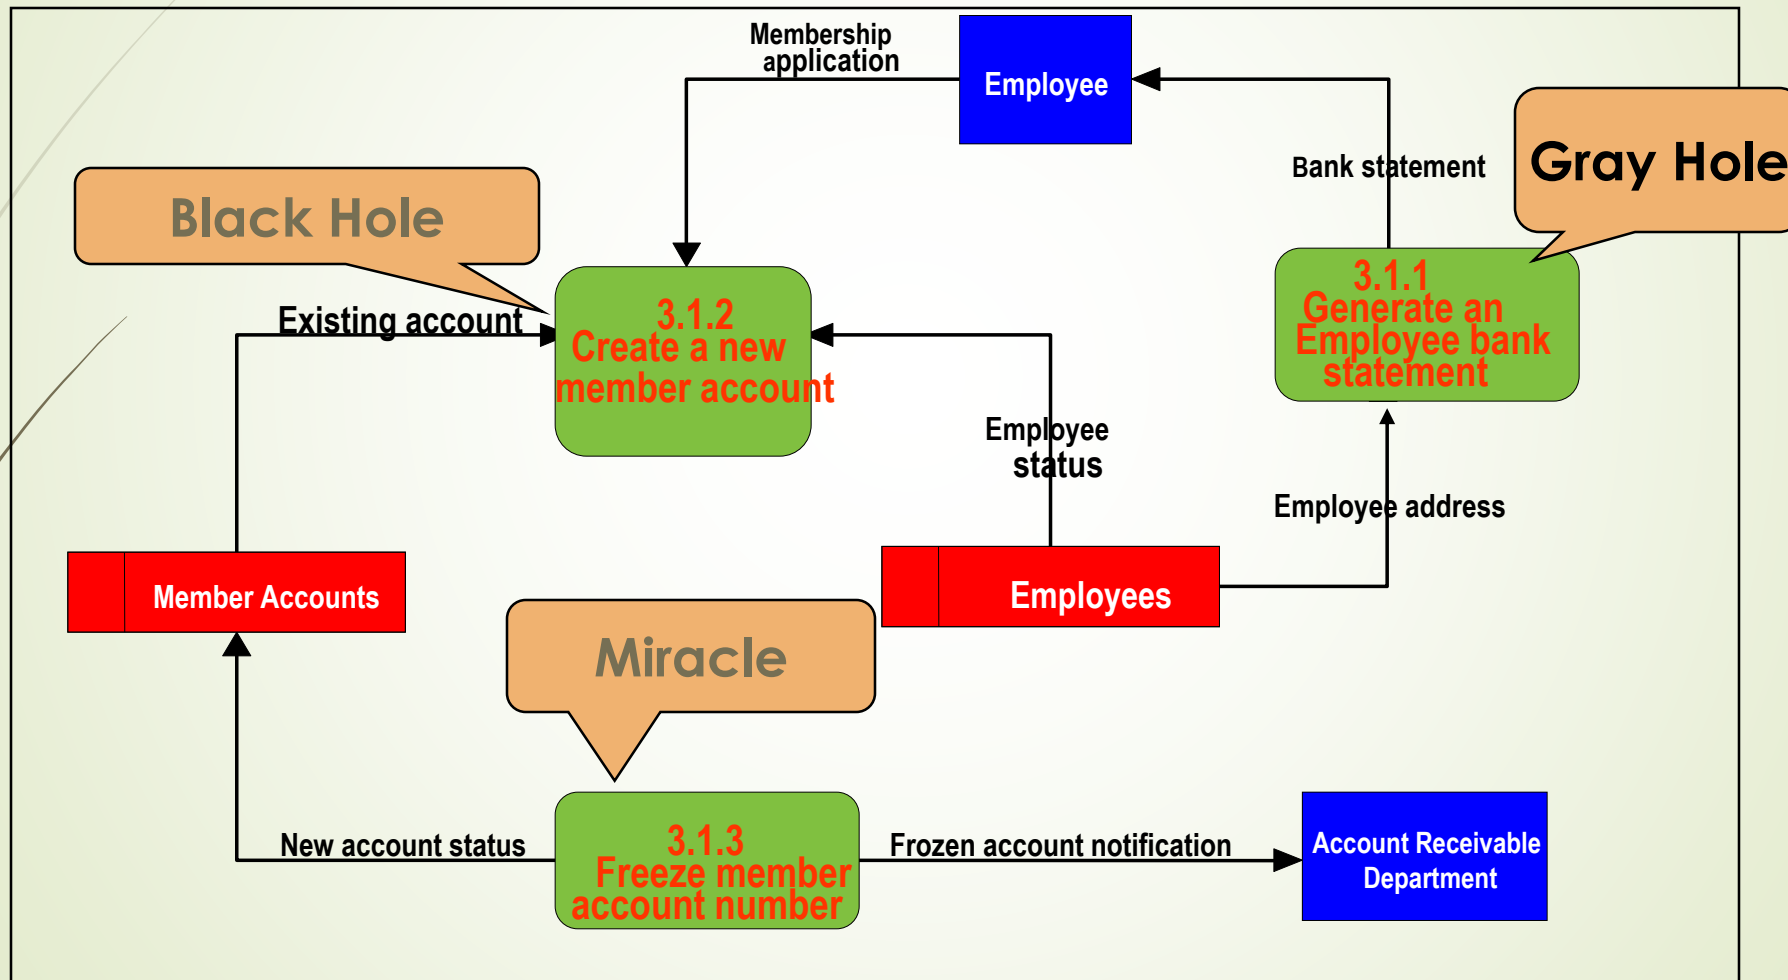 Membership
application
Employee
Bank statement
Gray Hole
Black Hole
Existing account
3.1.2
Create a new
member account
3.1.1
Generate an
Employee bank
statement
Employee
status
Employee address
Member Accounts
Employees
Miracle
New account status
3.1.3
Freeze member
account number
Frozen account notification
Account Receivable
Department